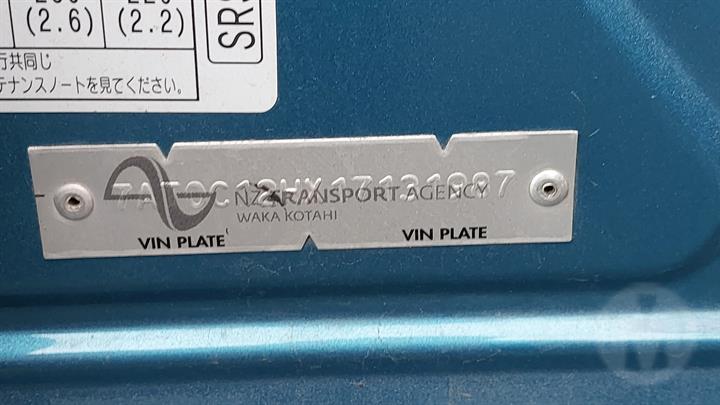 (2.6) (2.2)
SRS
行共同じ
テナンスノートを見てください。
NZ TRANSPORT AGENCY
WAKA KOTAHI
VIN PLATE VIN PLATE